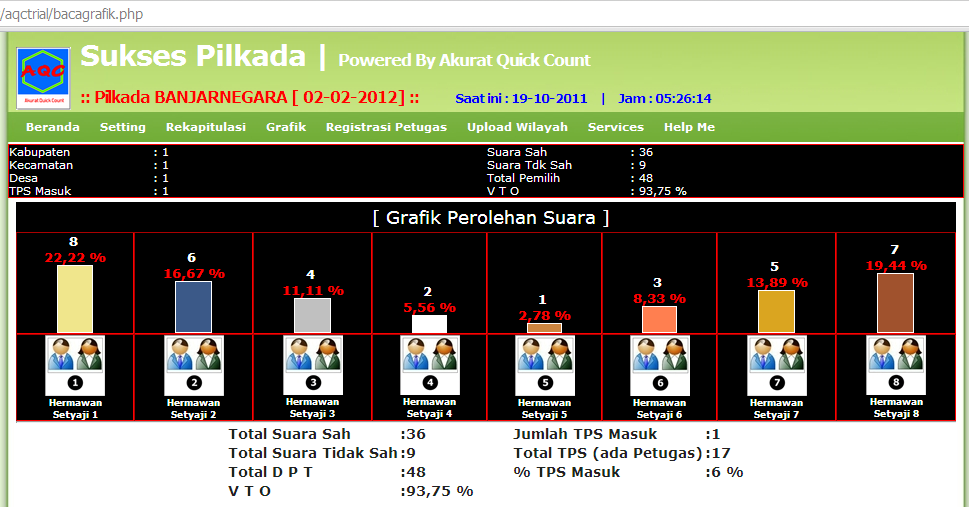 /aqctrial/bacagrafik.php
AQC
Akurat Quick Count
Sukses Pilkada | Powered By Akurat Quick Count
:: Pilkada BANJARNEGARA [ 02-02-2012] :: Saat ini : 19-10-2011 | Jam : 05:26:14
Beranda Setting Rekapitulasi Grafik Registrasi Petugas Upload Wilayah Services Help Me
Kabupaten : 1 Suara Sah : 36
Kecamatan : 1 Suara Tdk Sah : 9
Desa : 1 Total Pemilih : 48
TPS Masuk : 1 V T O : 93,75 %
[ Grafik Perolehan Suara ]
8 6 4 2 1 3 5 7
22,22 % 16,67 % 11,11 % 5,56 % 2,78 % 8,33 % 13,89 % 19,44 %
1 2 3 4 5 6 7 8
Hermawan Hermawan Hermawan Hermawan Hermawan Hermawan Hermawan Hermawan
Setyaji 1 Setyaji 2 Setyaji 3 Setyaji 4 Setyaji 5 Setyaji 6 Setyaji 7 Setyaji 8
Total Suara Sah :36 Jumlah TPS Masuk :1
Total Suara Tidak Sah :9 Total TPS (ada Petugas) :17
Total D P T :48 % TPS Masuk :6 %
V T O :93,75 %